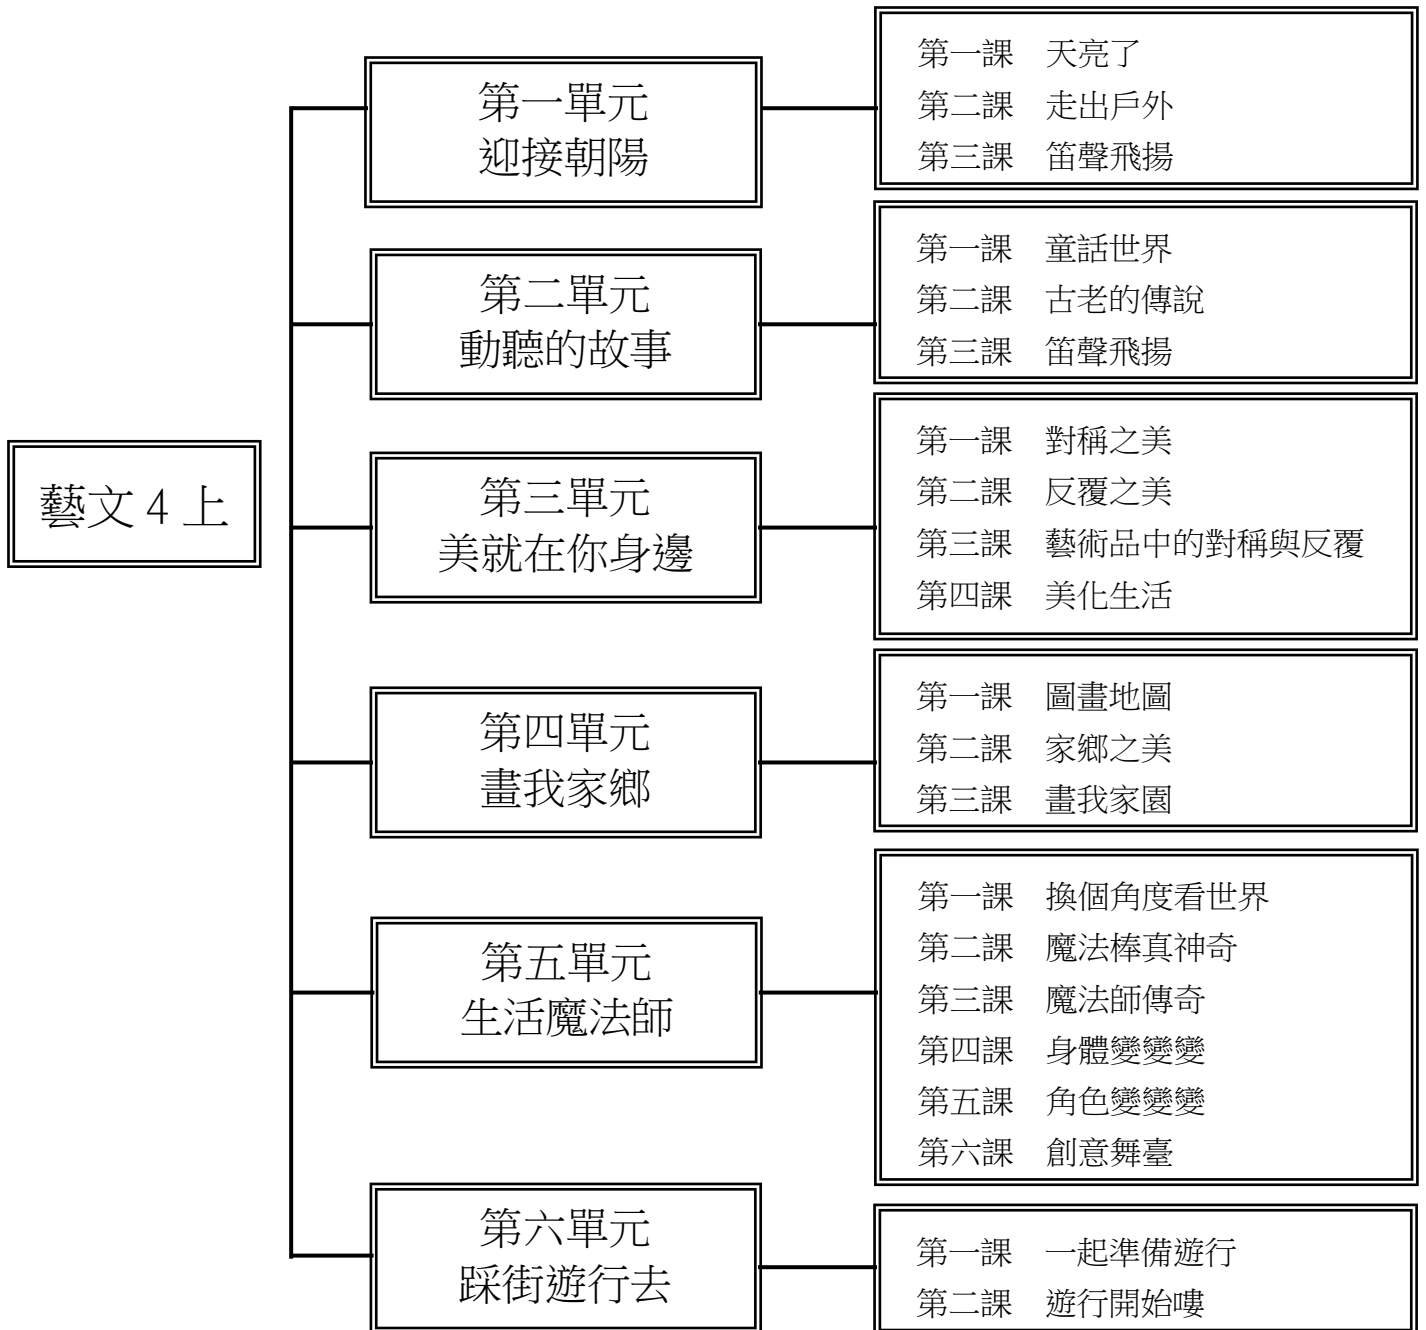 藝文 4 上
第一單元
迎接朝陽
第一課　天亮了
第二課　走出戶外
第三課　笛聲飛揚
第二單元
動聽的故事
第一課　童話世界
第二課　古老的傳說
第三課　笛聲飛揚
第三單元
美就在你身邊
第一課　對稱之美
第二課　反覆之美
第三課　藝術品中的對稱與反覆
第四課　美化生活
第四單元
畫我家鄉
第一課　圖畫地圖
第二課　家鄉之美
第三課　畫我家園
第五單元
生活魔法師
第一課　換個角度看世界
第二課　魔法棒真神奇
第三課　魔法師傳奇
第四課　身體變變變
第五課　角色變變變
第六課　創意舞臺
第六單元
踩街遊行去
第一課　一起準備遊行
第二課　遊行開始嘍